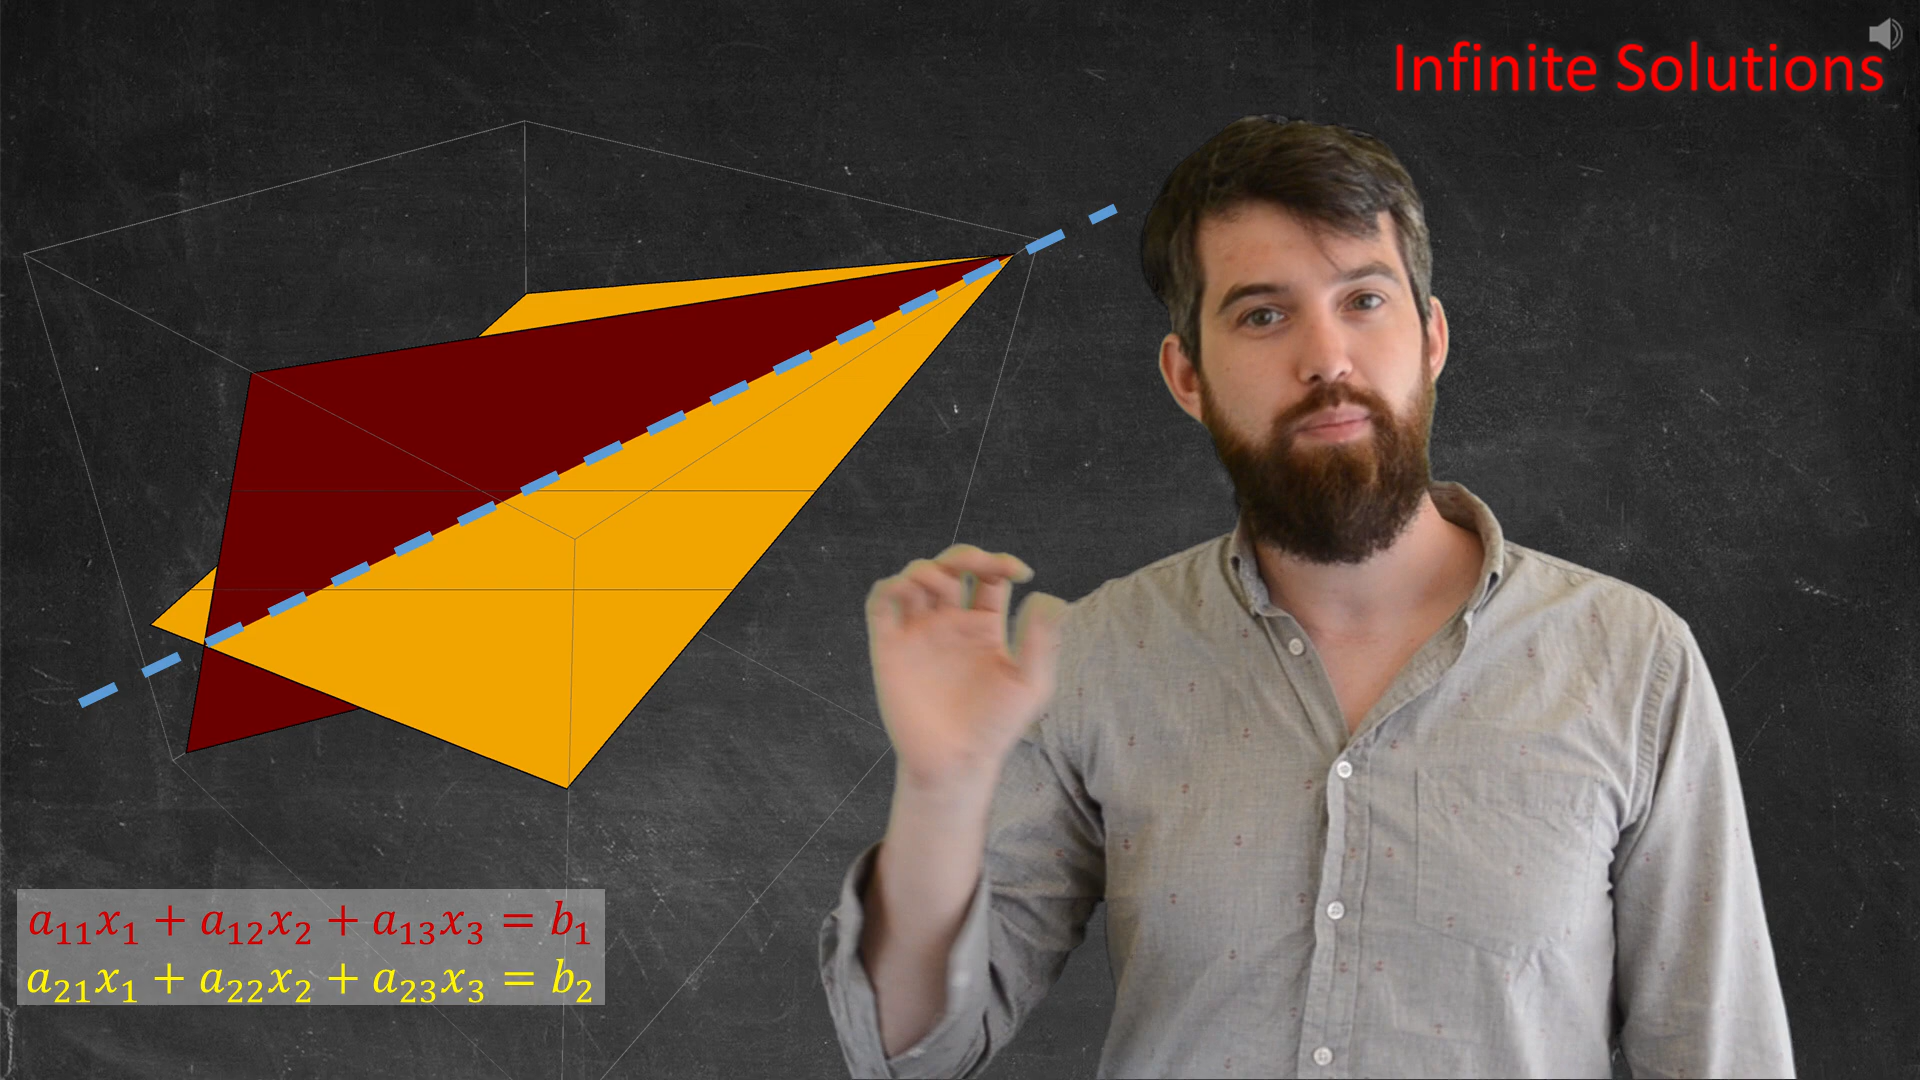 Infinite Solutions
a₁₁x₁ + a₁₂x₂ + a₁₃x₃ = b₁
a₂₁x₁ + a₂₂x₂ + a₂₃x₃ = b₂